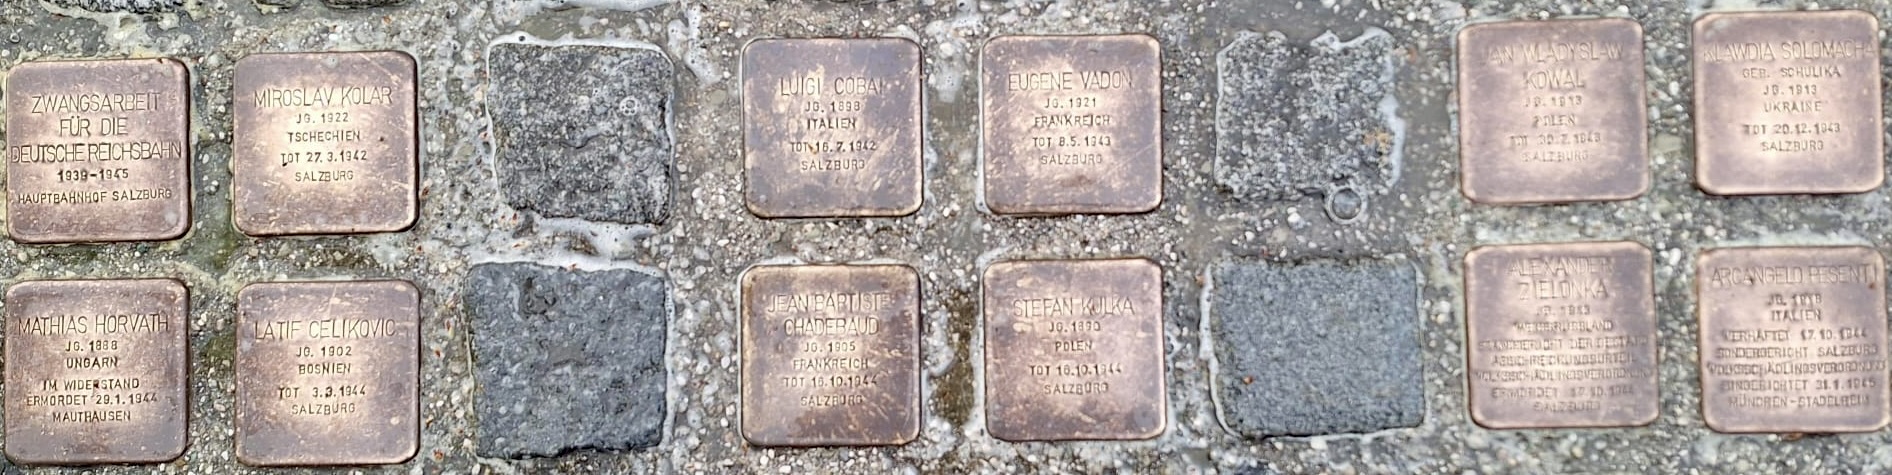 ZWANGSARBEIT
FÜR DIE
DEUTSCHE REICHSBAHN
1939-1945
HAUPTBAHNHOF SALZBURG
MIROSLAV KOLAR
JG. 1922
TSCHECHIEN
TOT 27.3.1942
SALZBURG
LUIGI COBAI
JG. 1898
ITALIEN
TOT 16.7.1942
SALZBURG
EUGENE VADON
JG. 1921
FRANKREICH
TOT 8.5.1943
SALZBURG
JAN WLADYSLAW
KOWAL
JG. 1913
POLEN
TOT 30.7.1943
SALZBURG
KLAWDIA SOLOMACHA
GEB. SCHULIKA
JG. 1913
UKRAINE
TOT 20.12.1943
SALZBURG
MATHIAS HORVATH
JG. 1888
UNGARN
IM WIDERSTAND
ERMORDET 29.1.1944
MAUTHAUSEN
LATIF CELIKOVIC
JG. 1902
BOSNIEN
TOT 3.3.1944
SALZBURG
JEAN BAPTISTE
CHADEBAUD
JG. 1905
FRANKREICH
TOT 16.10.1944
SALZBURG
STEFAN KULKA
JG. 1890
POLEN
TOT 16.10.1944
SALZBURG
ALEXANDER
ZIELONKA
JG.
ERMORDET 17.10.1944
SALZBURG
ARCANGELO PESENTI
JG.
ITALIEN
VERHAFTET 17.10.1944
SONDERGERICHT SALZBURG
HINGERICHTET 31.1.1945
MÜNCHEN-STADELHEIM